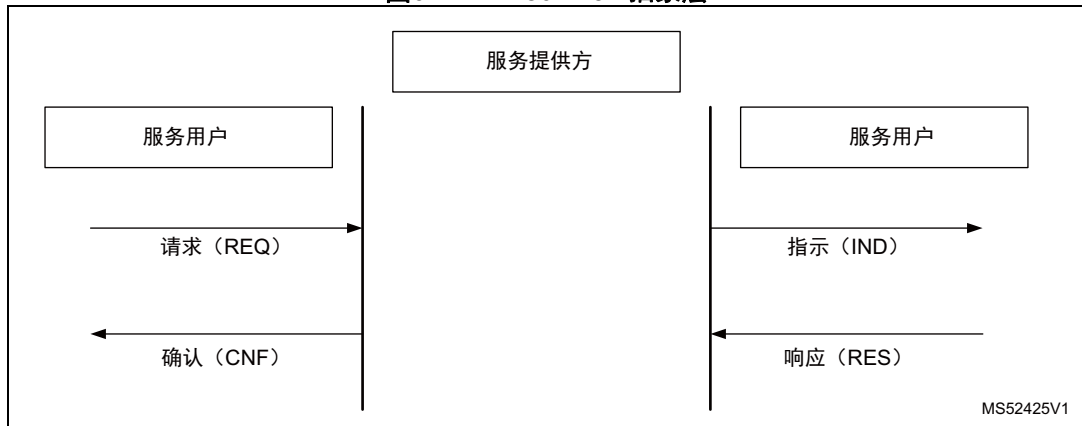 服务提供方
服务用户
服务用户
请求（REQ）
指示（IND）
确认（CNF）
响应（RES）
MS52425V1